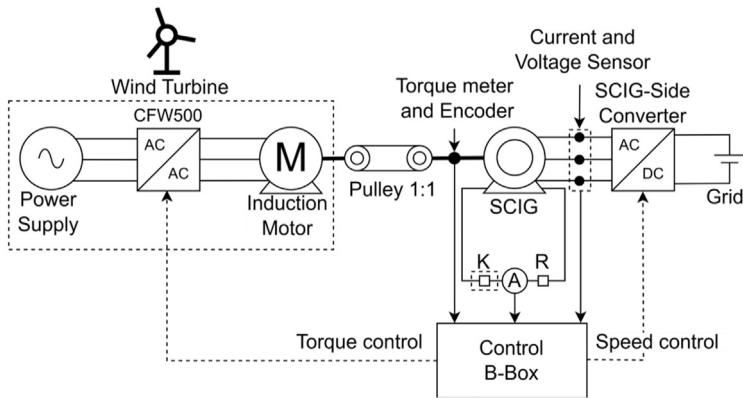 Current and
Voltage Sensor
Wind Turbine
Torque meter
and Encoder
SCIG-Side
Converter
CFW500
AC
AC
M
AC
DC
Power
Supply
Induction
Motor
Pulley 1:1
SCIG
Grid
K
A
R
Torque control
Control
B-Box
Speed control